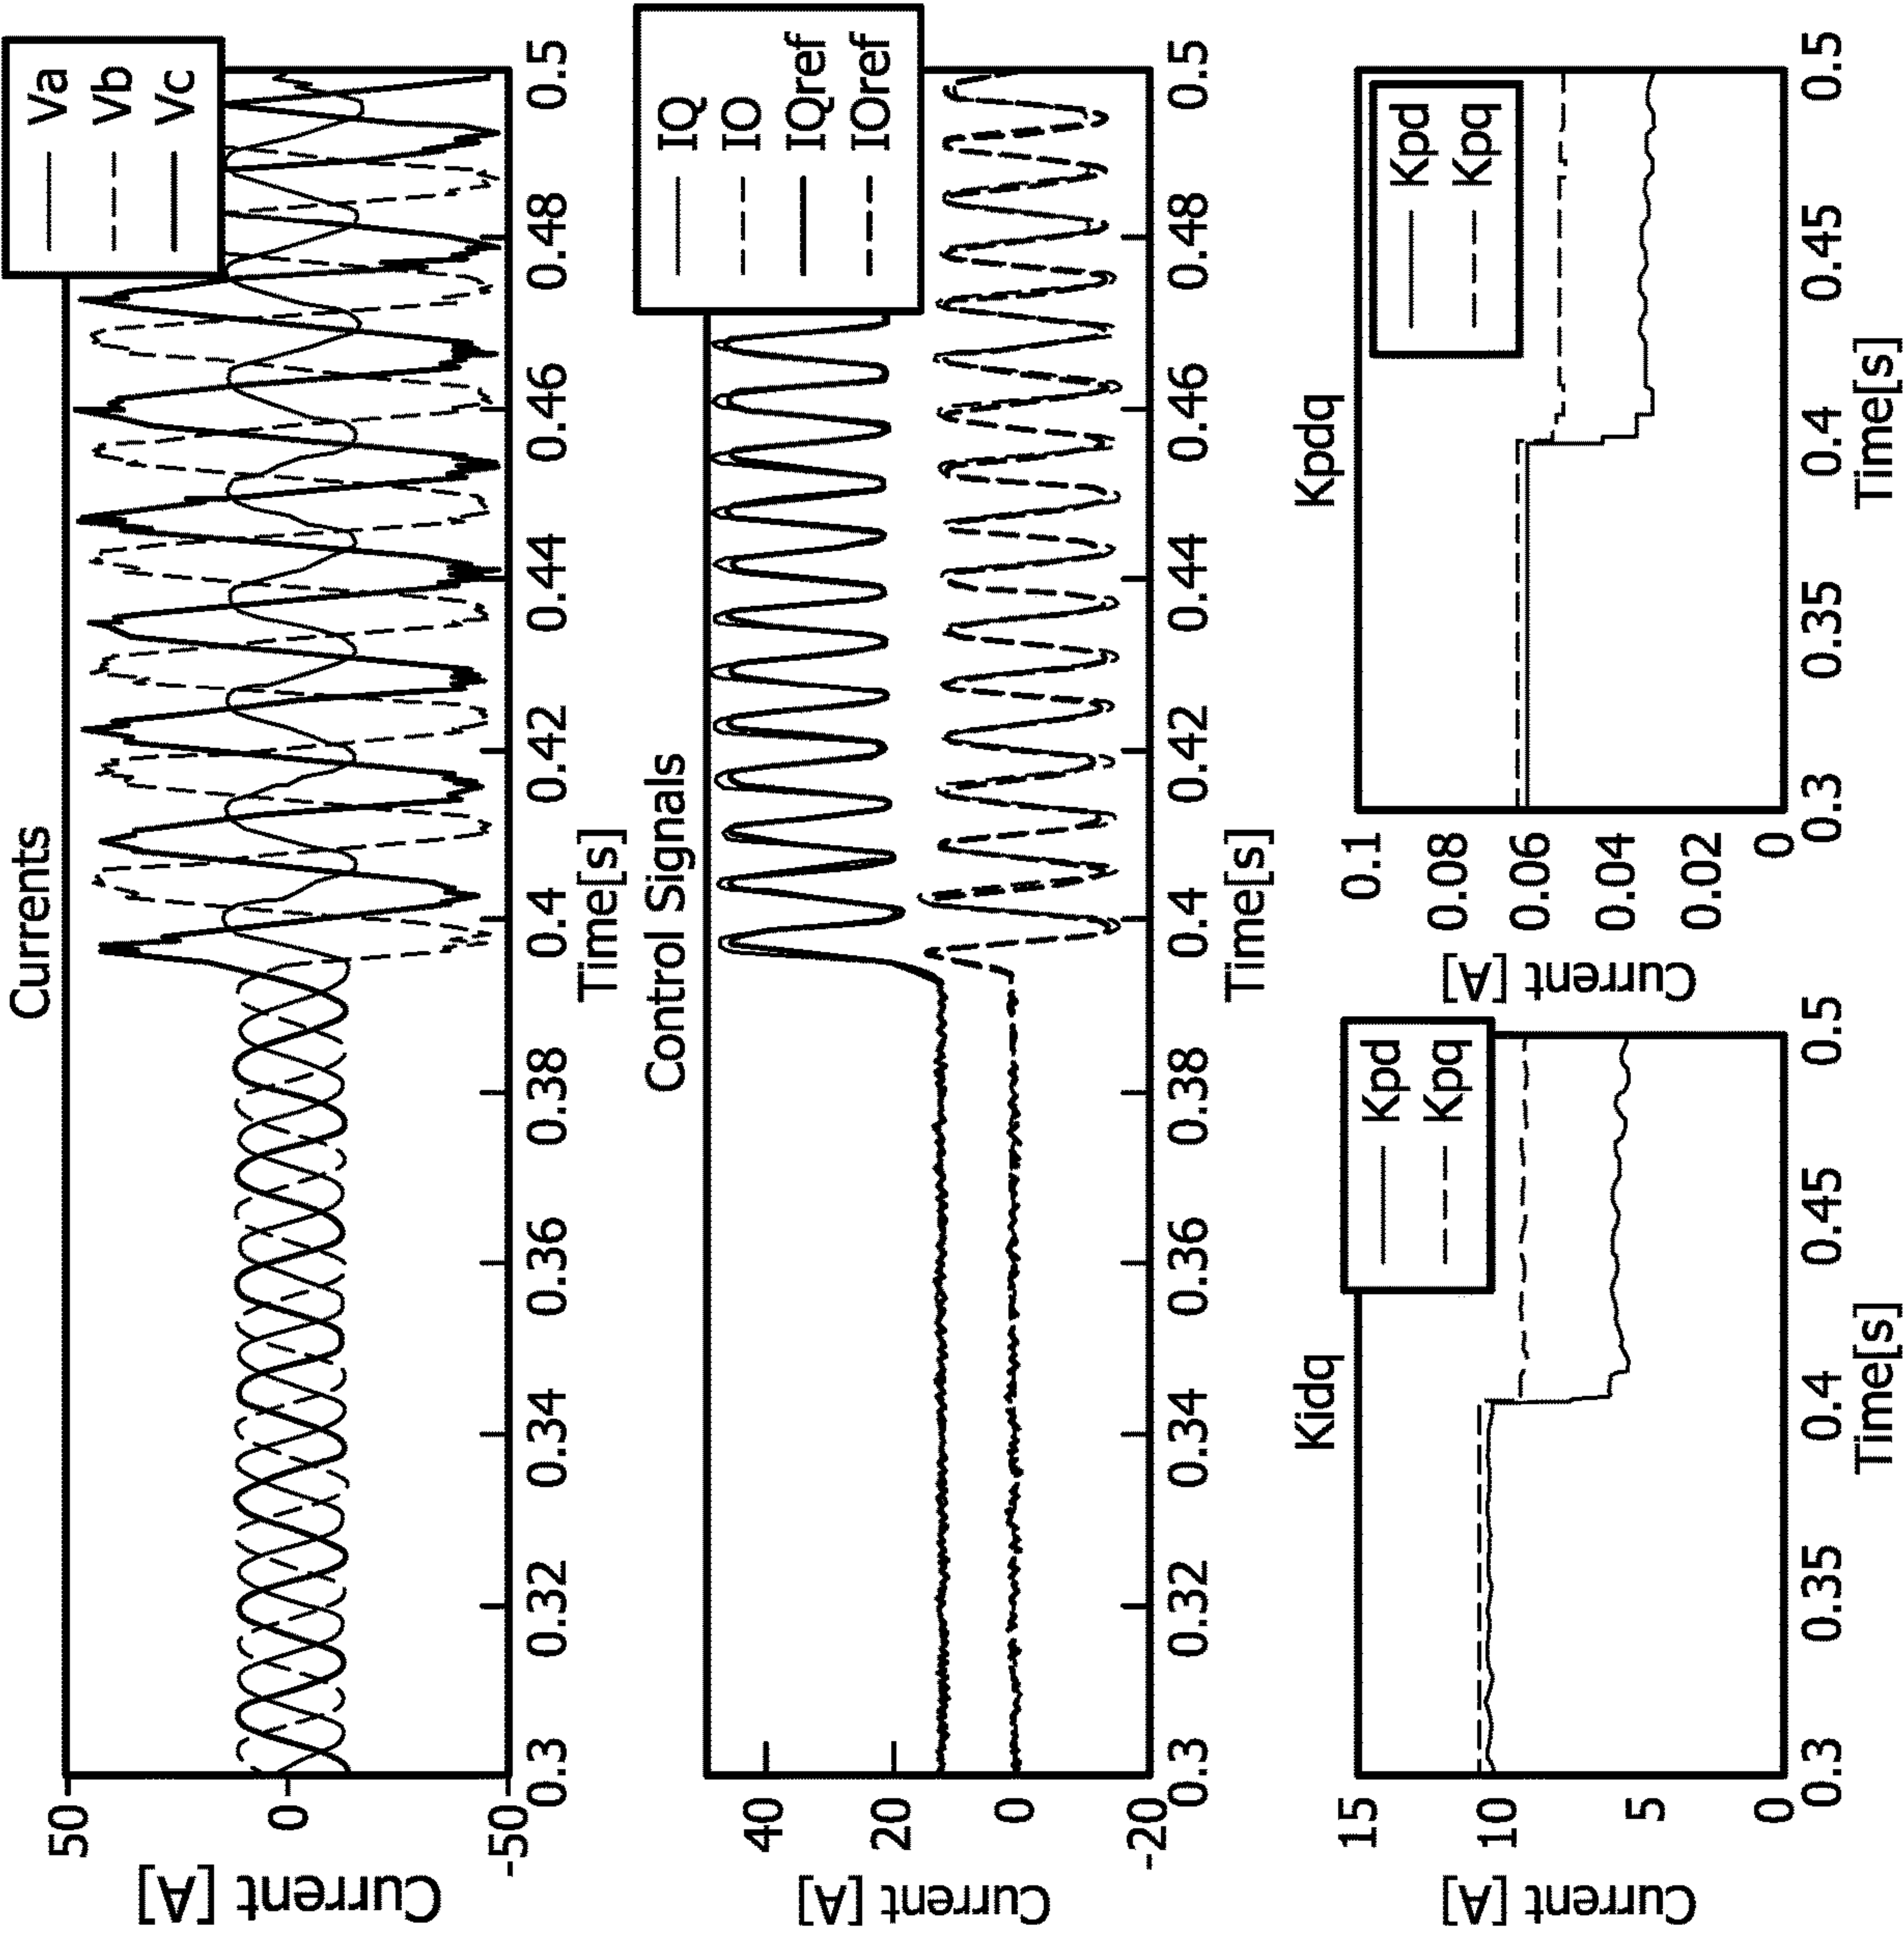 Currents
Va
Vb
Vc
Current [A]
50
0
-50
0.3
0.32
0.34
0.36
0.38
0.4
0.42
0.44
0.46
0.48
0.5
Time[s]
Control Signals
IQ
IO
IQref
IOref
Current [A]
40
20
0
-20
0.3
0.32
0.34
0.36
0.38
0.4
0.42
0.44
0.46
0.48
0.5
Time[s]
Kidq
Kpd
Kpq
Current [A]
15
10
5
0
0.3
0.35
0.4
0.45
0.5
Time[s]
Kpdq
Kpd
Kpq
Current [A]
0.1
0.08
0.06
0.04
0.02
0
0.3
0.35
0.4
0.45
0.5
Time[s]